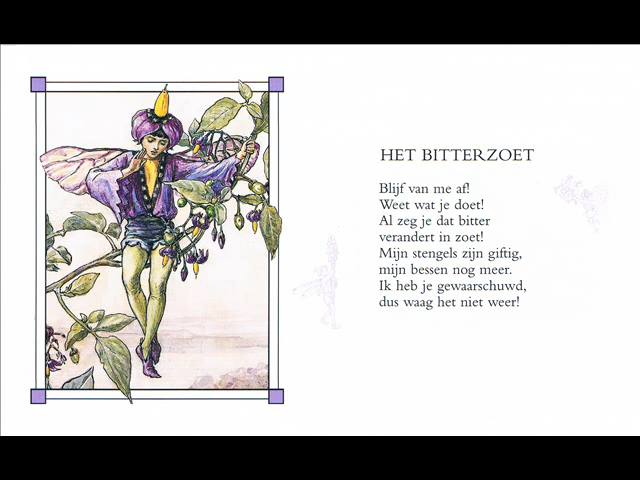 HET BITTERZOET
Blijf van me af!
Weet wat je doet!
Al zeg je dat bitter
verandert in zoet!
Mijn stengels zijn giftig,
mijn bessen nog meer.
Ik heb je gewaarschuwd,
dus waag het niet weer!